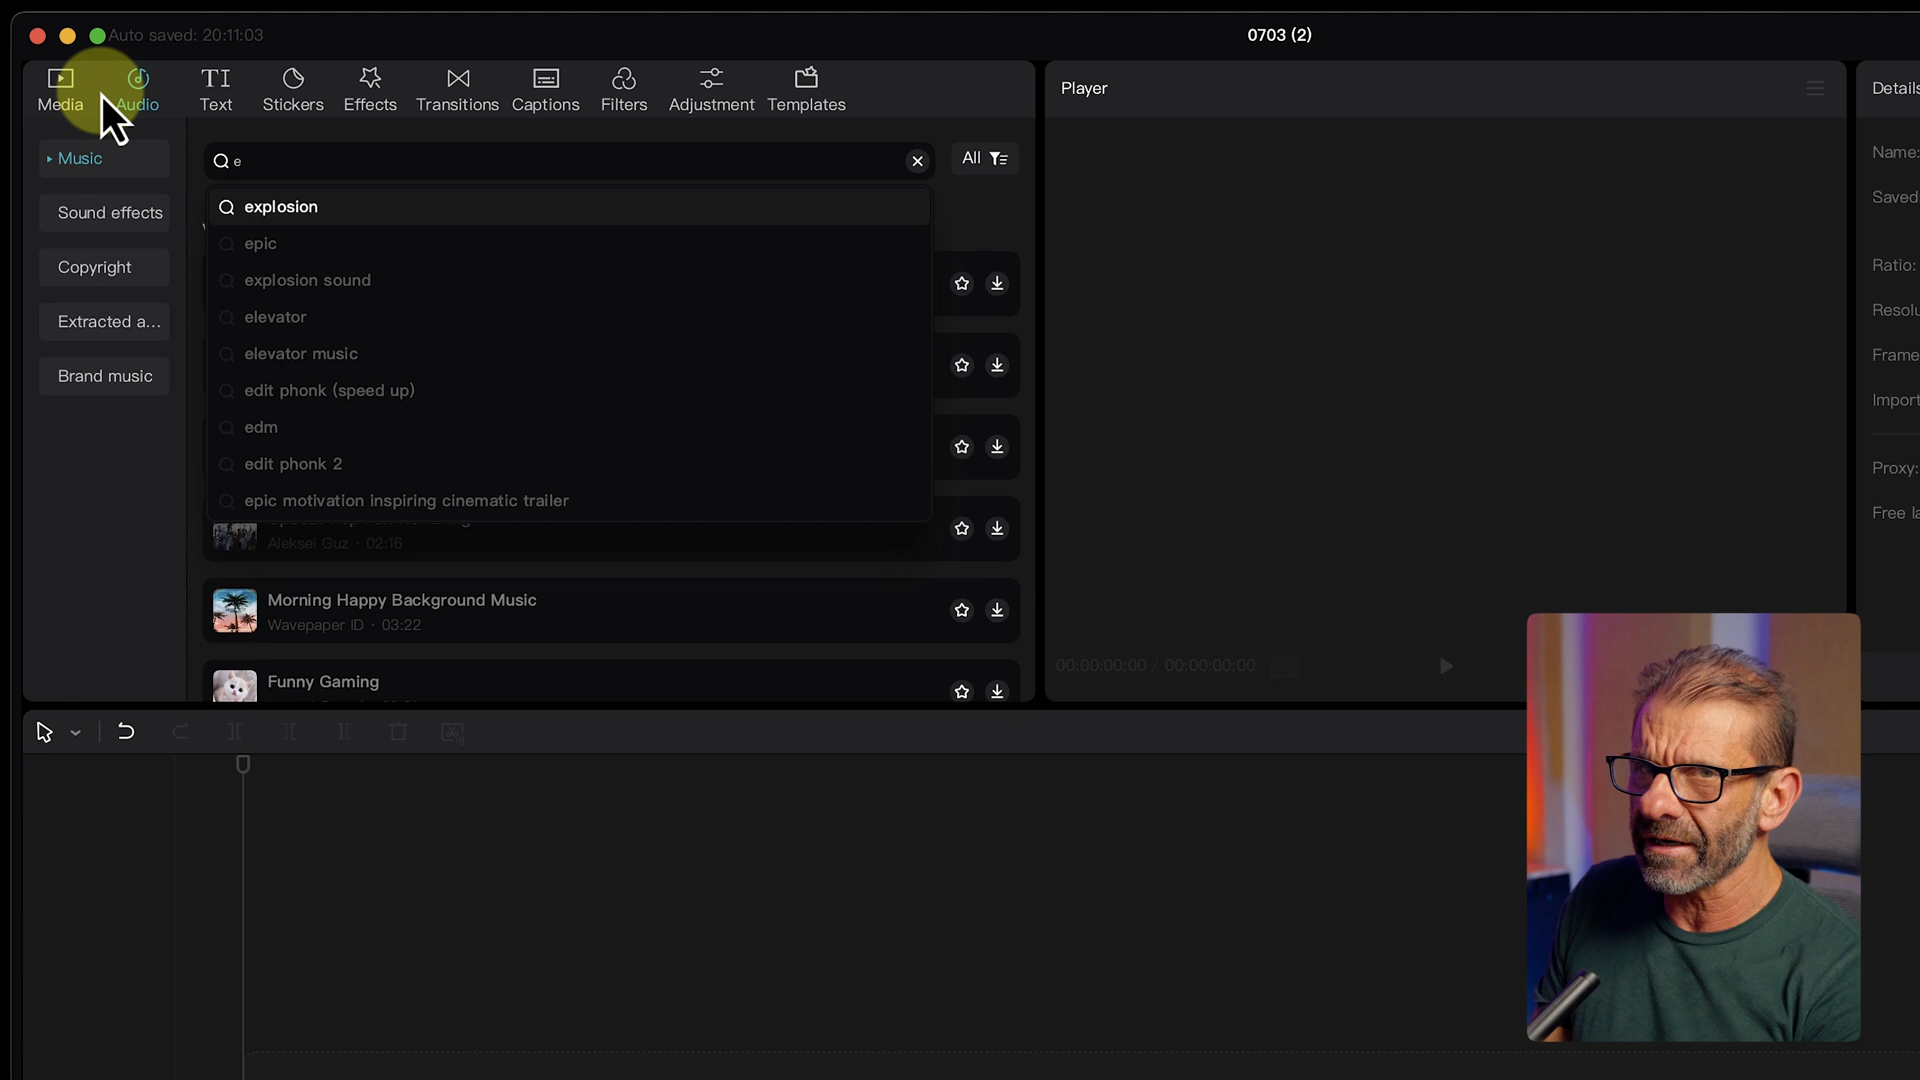 Auto saved: 20:11:03
0703 (2)
Media
Audio
Text
Stickers
Effects
Transitions
Captions
Filters
Adjustment
Templates
Player
Details
Music
Sound effects
Copyright
Extracted a...
Brand music
e
All
explosion
epic
explosion sound
elevator
elevator music
edit phonk (speed up)
edm
edit phonk 2
epic motivation inspiring cinematic trailer
Aleksei Guz · 02:16
Morning Happy Background Music
Wavepaper ID · 03:22
Funny Gaming
00:00:00:00 / 00:00:00:00
Name:
Saved
Ratio:
Resolu
Frame
Import
Proxy:
Free la